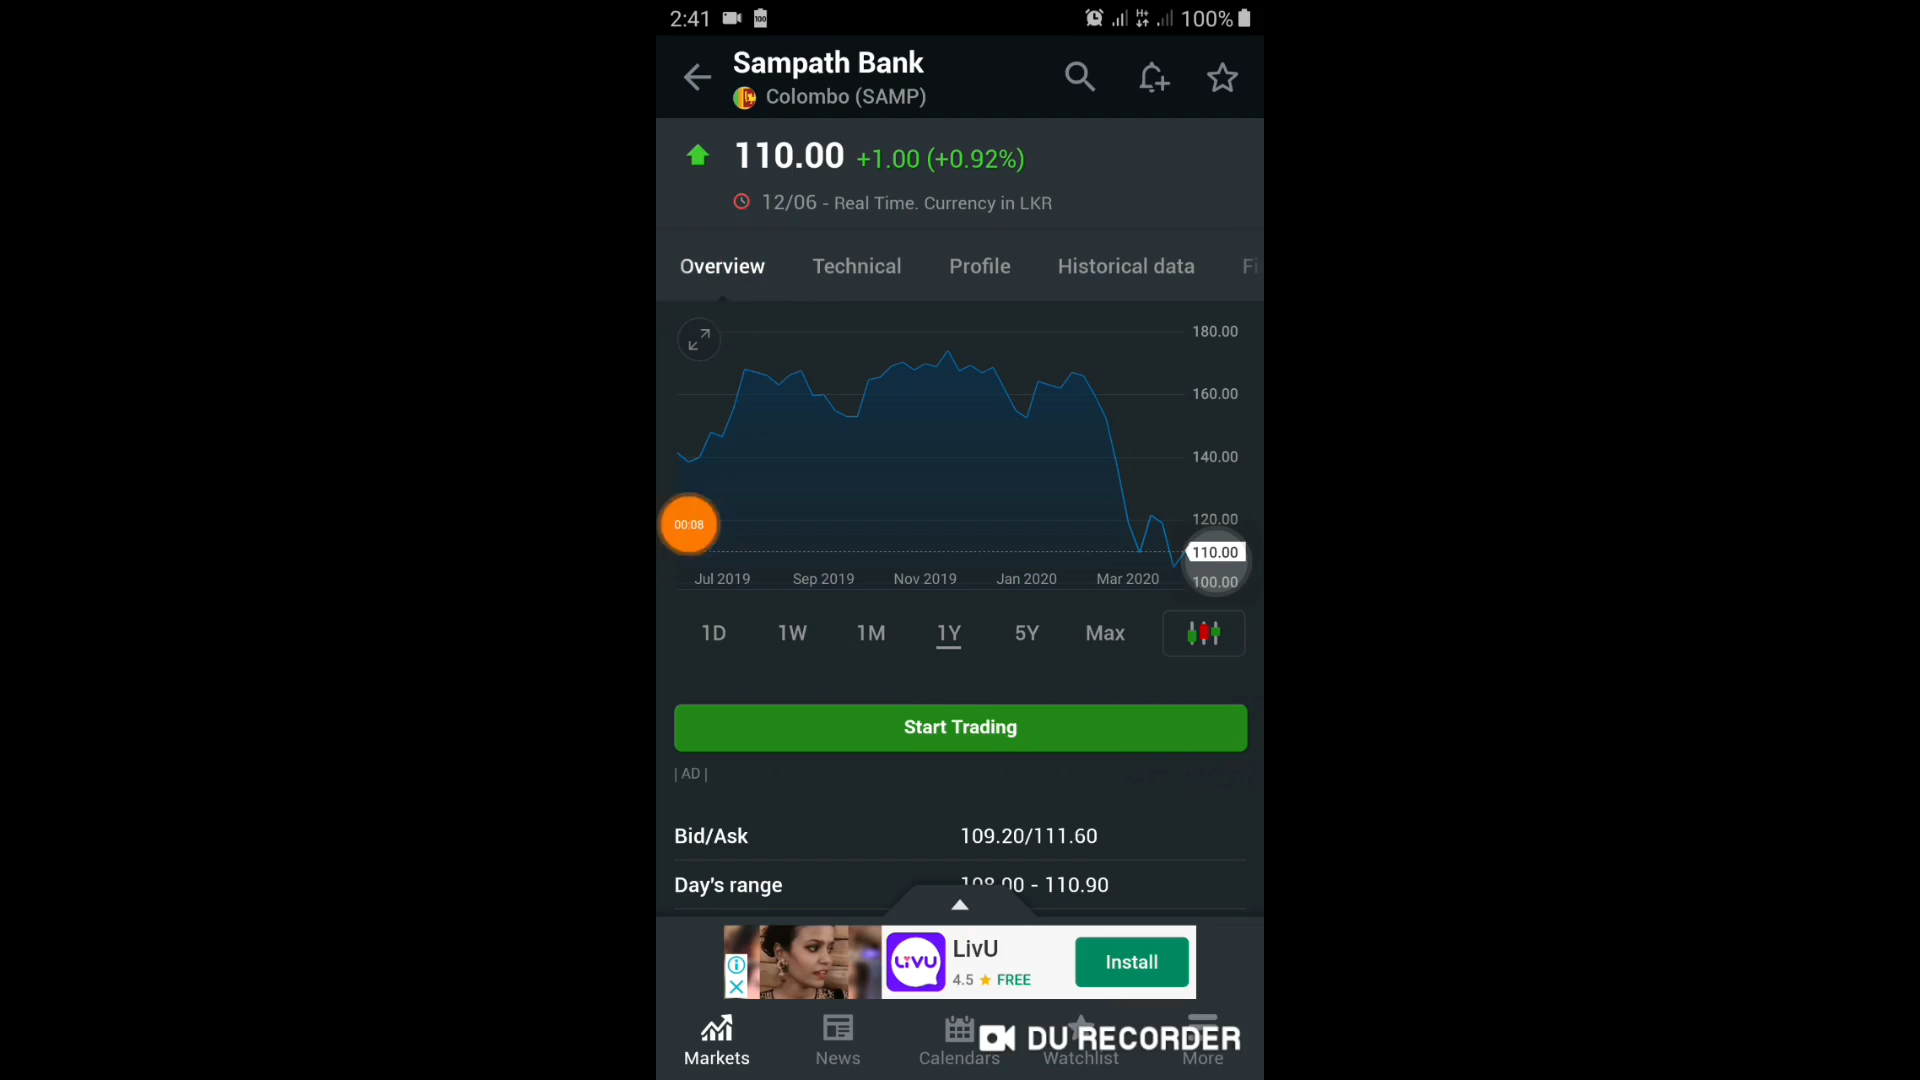 2:41
100%
Sampath Bank
Colombo (SAMP)
110.00 +1.00 (+0.92%)
12/06 - Real Time. Currency in LKR
Overview Technical Profile Historical data Fi
180.00
160.00
140.00
120.00
110.00
100.00
00:08
Jul 2019 Sep 2019 Nov 2019 Jan 2020 Mar 2020
1D 1W 1M 1Y 5Y Max
Start Trading
| AD |
Bid/Ask 109.20/111.60
Day's range 108.00 - 110.90
LivU
LivU
4.5 ★ FREE
Install
DU RECORDER
Markets News Calendars Watchlist More